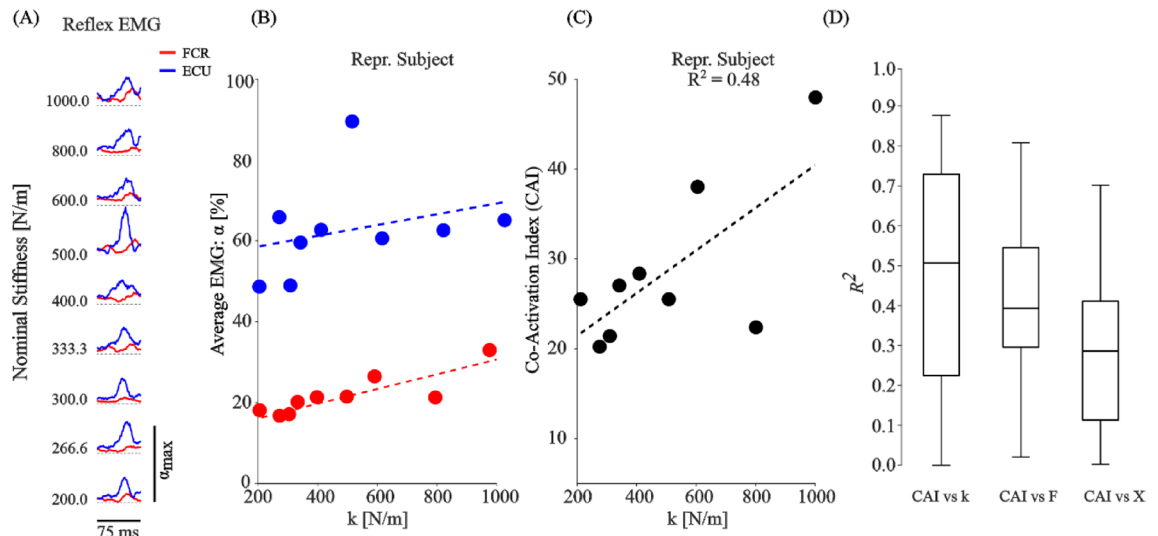 (A)
Reflex EMG
FCR
ECU
Nominal Stiffness [N/m]
1000.0
800.0
600.0
500.0
400.0
333.3
300.0
266.6
200.0
αmax
75 ms
(B)
Repr. Subject
Average EMG: α [%]
100
80
60
40
20
0
200
400
600
800
1000
k [N/m]
(C)
Repr. Subject
R² = 0.48
Co-Activation Index (CAI)
50
40
30
20
10
200
400
600
800
1000
k [N/m]
(D)
R²
1.0
0.9
0.8
0.7
0.6
0.5
0.4
0.3
0.2
0.1
0.0
CAI vs k
CAI vs F
CAI vs X